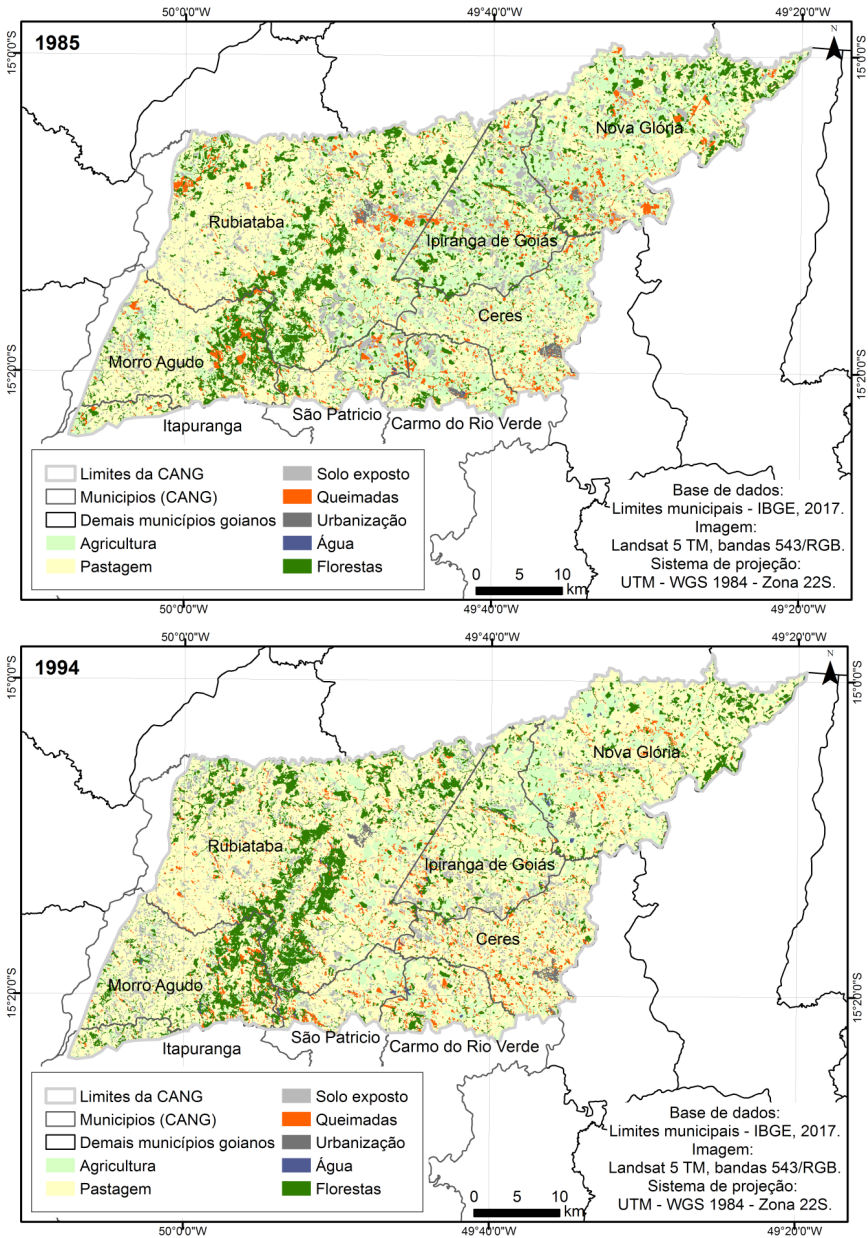 50°0'0"W 49°40'0"W 49°20'0"W
1985
N
15°0'0"S 15°0'0"S
Nova Glória
Rubiataba
Ipiranga de Goiás
Ceres
Morro Agudo
15°20'0"S 15°20'0"S
São Patricio
Itapuranga Carmo do Rio Verde
Limites da CANG Solo exposto
Municipios (CANG) Queimadas
Demais municípios goianos Urbanização
Agricultura Água
Pastagem Florestas
Base de dados:
Limites municipais - IBGE, 2017.
Imagem:
Landsat 5 TM, bandas 543/RGB.
Sistema de projeção:
UTM - WGS 1984 - Zona 22S.
0 5 10
km
50°0'0"W 49°40'0"W 49°20'0"W
50°0'0"W 49°40'0"W 49°20'0"W
1994
N
15°0'0"S 15°0'0"S
Nova Glória
Rubiataba
Ipiranga de Goiás
Ceres
Morro Agudo
15°20'0"S 15°20'0"S
São Patricio
Itapuranga Carmo do Rio Verde
Limites da CANG Solo exposto
Municipios (CANG) Queimadas
Demais municípios goianos Urbanização
Agricultura Água
Pastagem Florestas
Base de dados:
Limites municipais - IBGE, 2017.
Imagem:
Landsat 5 TM, bandas 543/RGB.
Sistema de projeção:
UTM - WGS 1984 - Zona 22S.
0 5 10
km
50°0'0"W 49°40'0"W 49°20'0"W